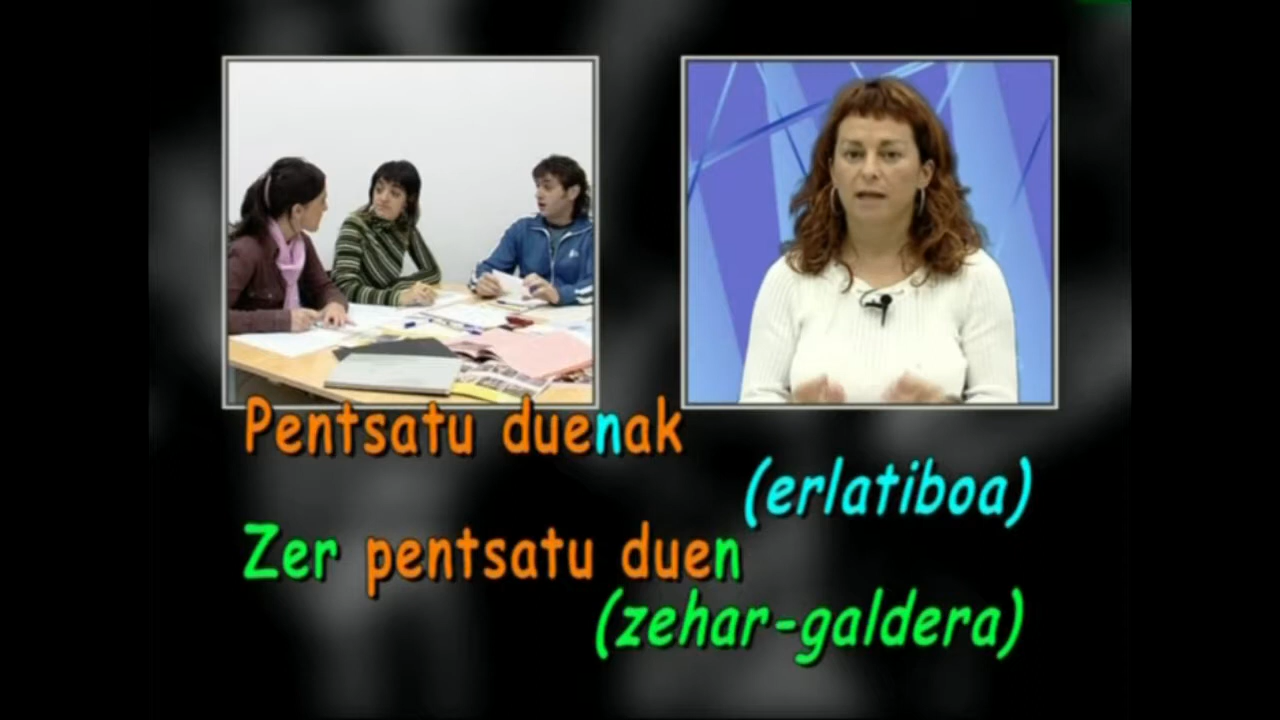 Pentsatu duenak
(erlatiboa)
Zer pentsatu duen
(zehar-galdera)